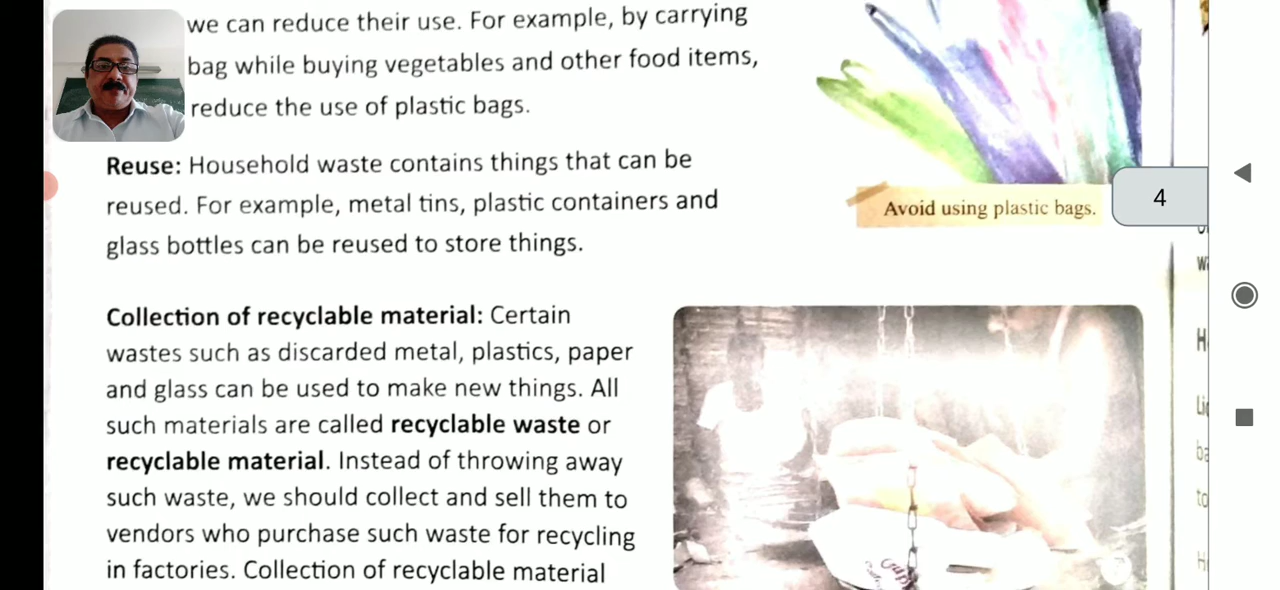 we can reduce their use. For example, by carrying
bag while buying vegetables and other food items,
reduce the use of plastic bags.
Reuse: Household waste contains things that can be
reused. For example, metal tins, plastic containers and
glass bottles can be reused to store things.
Avoid using plastic bags.
4
Collection of recyclable material: Certain
wastes such as discarded metal, plastics, paper
and glass can be used to make new things. All
such materials are called recyclable waste or
recyclable material. Instead of throwing away
such waste, we should collect and sell them to
vendors who purchase such waste for recycling
in factories. Collection of recyclable material